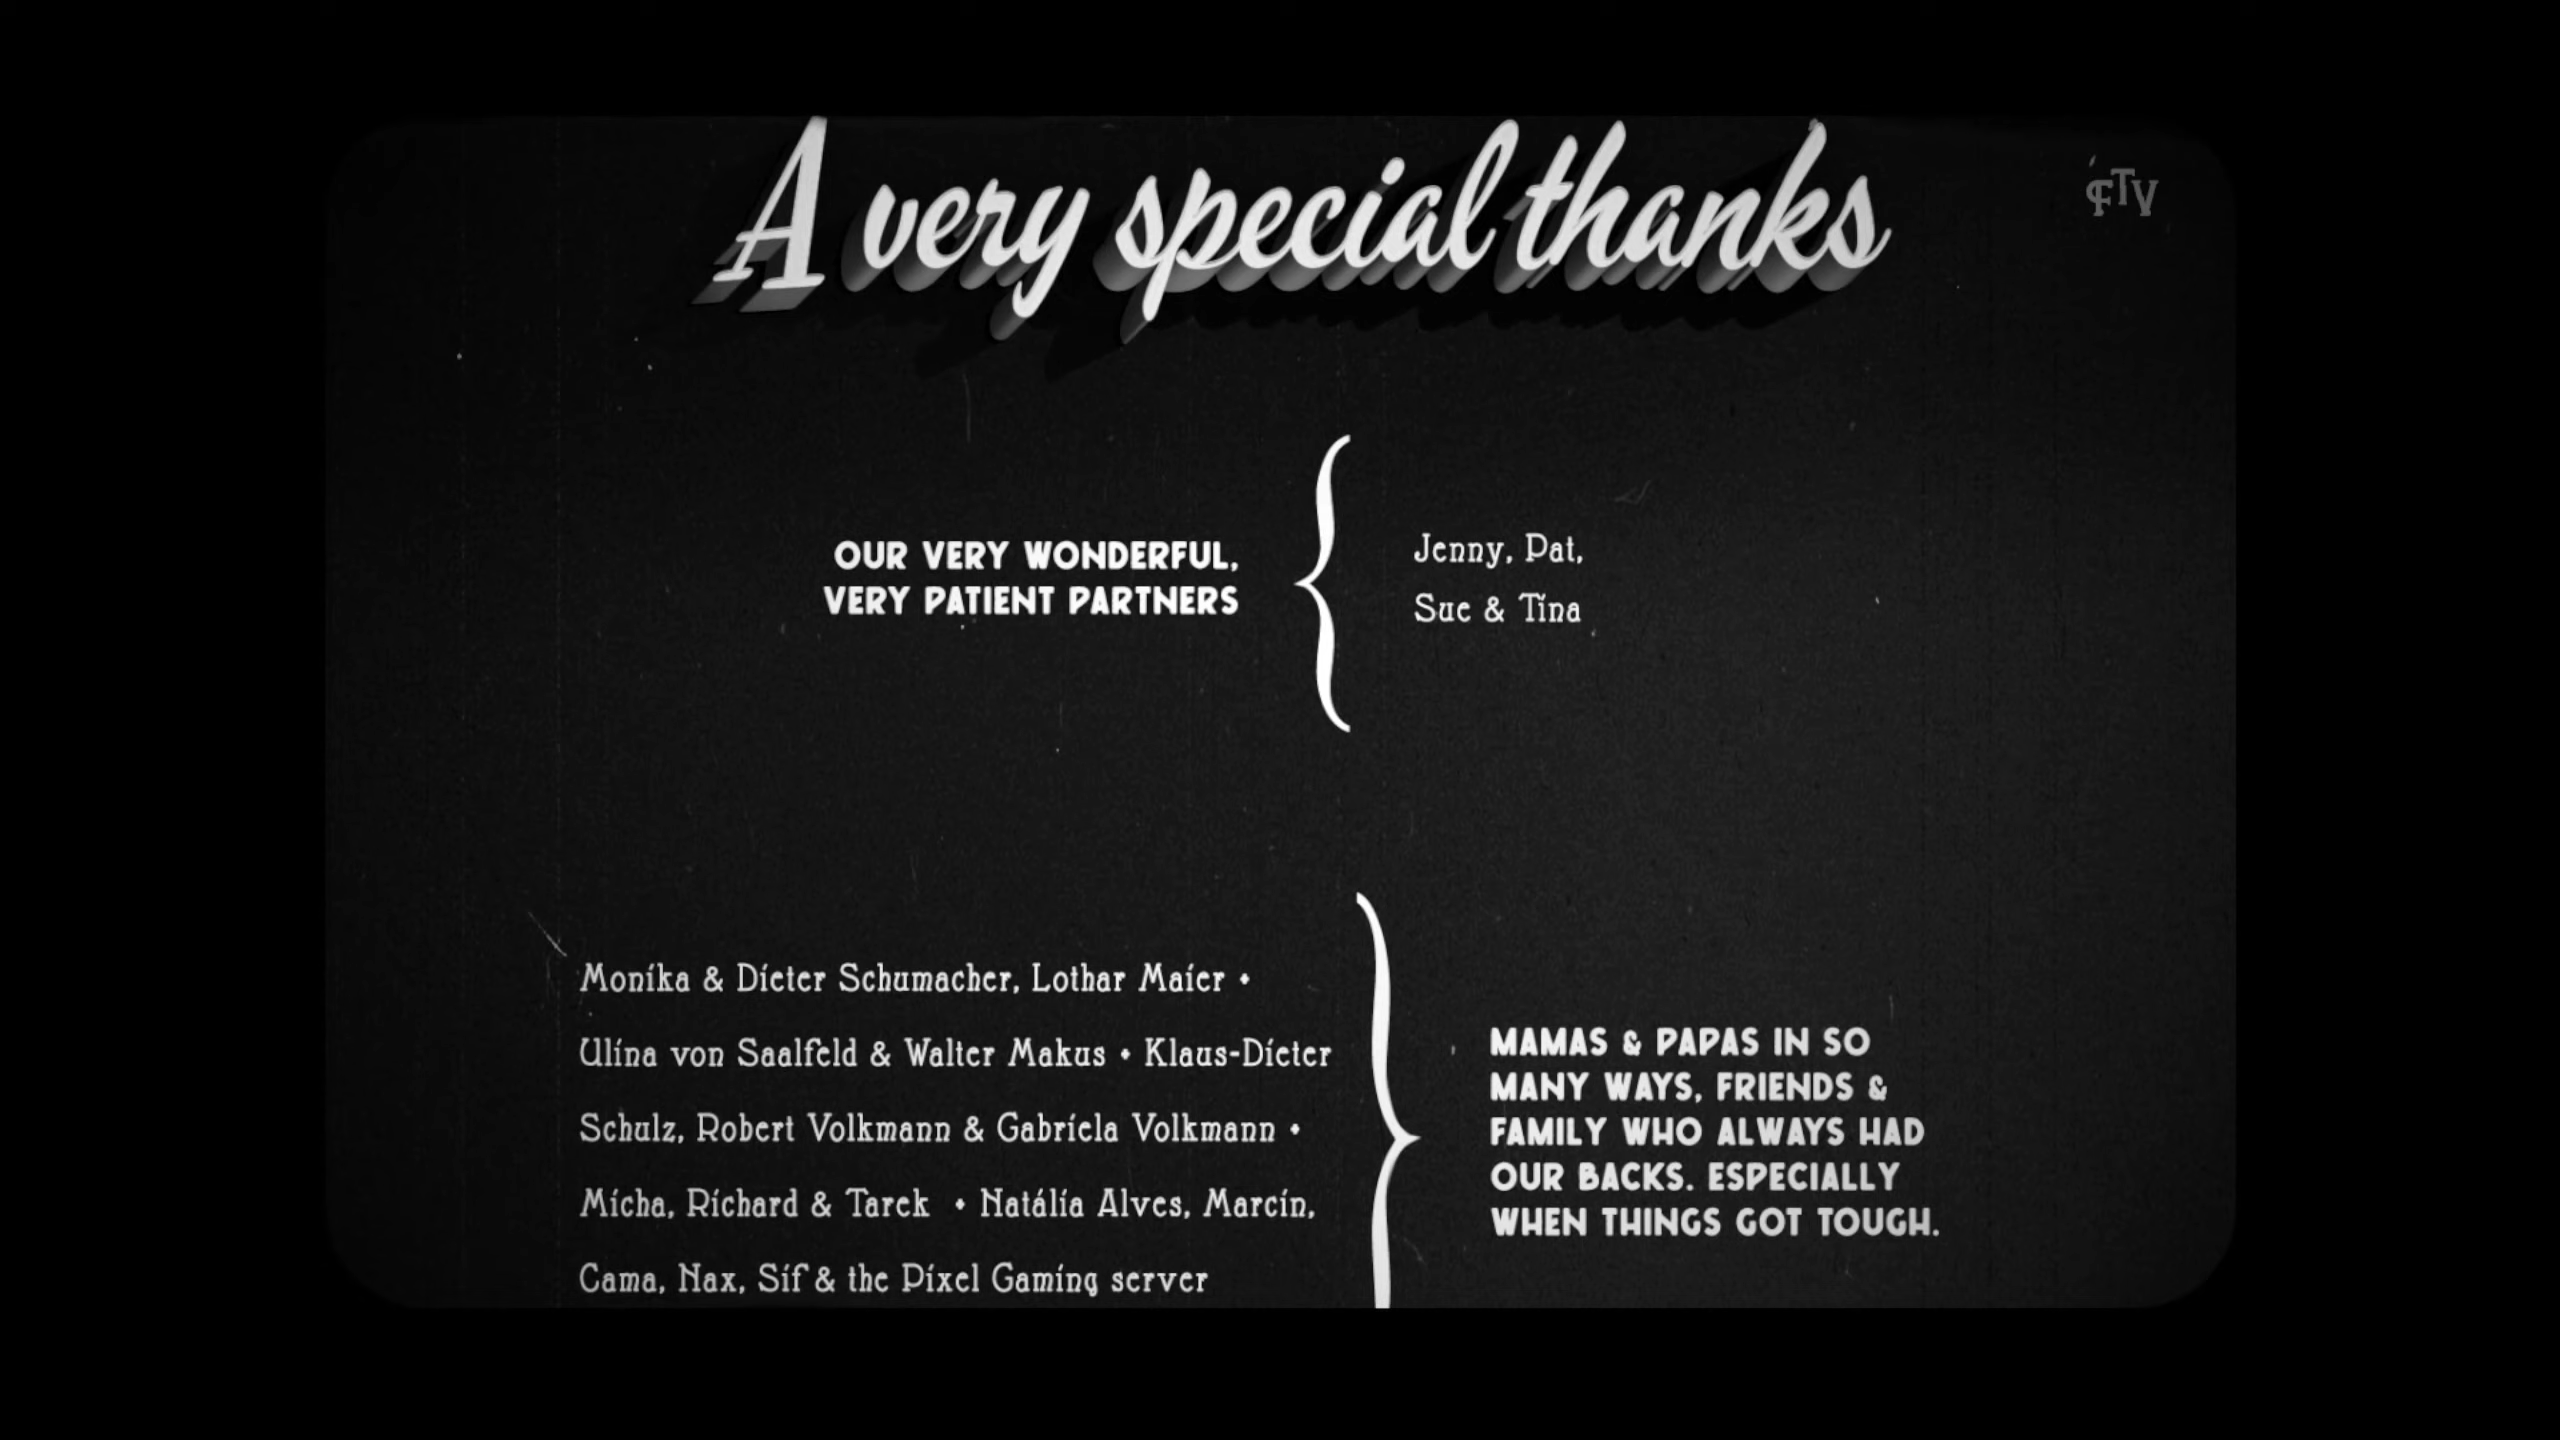 A very special thanks
FTV
OUR VERY WONDERFUL,
VERY PATIENT PARTNERS
Jenny, Pat,
Sue & Tina
Monika & Dieter Schumacher, Lothar Maier •
Ulina von Saalfeld & Walter Makus • Klaus-Dieter
Schulz, Robert Volkmann & Gabriela Volkmann •
Micha, Richard & Tarek • Natália Alves, Marcin,
Cama, Nax, Sif & the Pixel Gaming server
MAMAS & PAPAS IN SO
MANY WAYS, FRIENDS &
FAMILY WHO ALWAYS HAD
OUR BACKS. ESPECIALLY
WHEN THINGS GOT TOUGH.